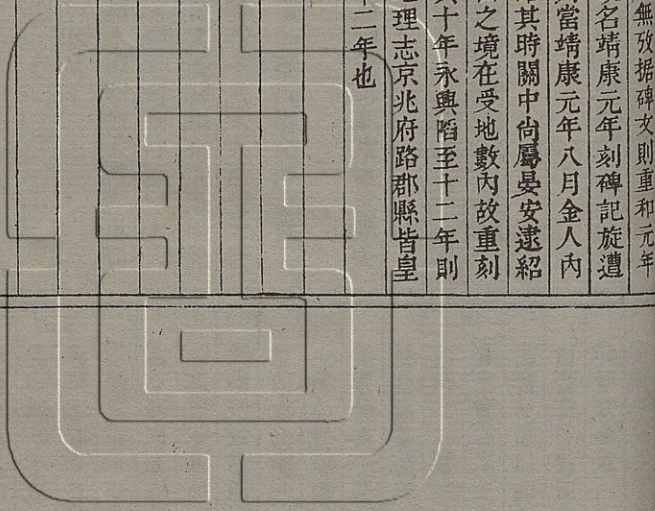 無攷据碑文則重和元年
名靖康元年刻碑記旋遭
當靖康元年八月金人內
其時關中尙屬晏安逮紹
之境在受地數內故重刻
十年永興陷至十二年則
理志京兆府路郡縣皆皇
二年也